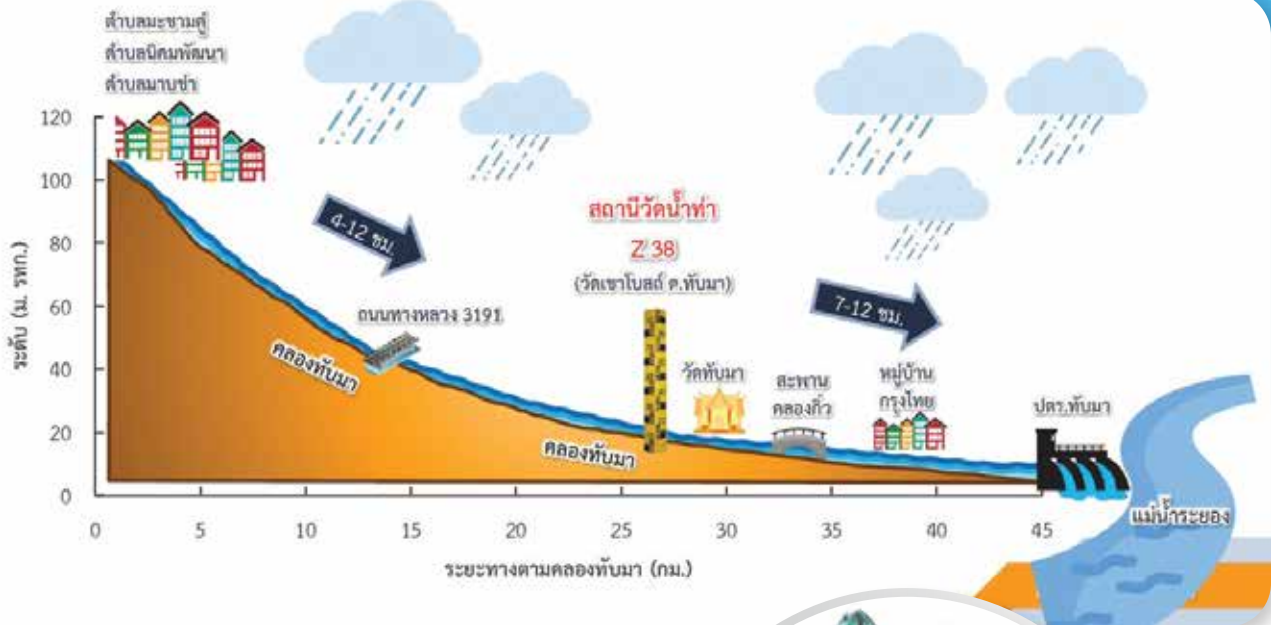 ตำบลมะขามคู่
ตำบลนิคมพัฒนา
ตำบลมาบข่า
120
100
80
60
40
20
0
ระดับ (ม. รทก.)
4-12 ชม.
สถานีวัดน้ำท่า
Z 38
(วัดเขาโบสถ์ ต.ทับมา)
7-12 ชม.
ถนนทางหลวง 3191
คลองทับมา
คลองทับมา
วัดทับมา
สะพาน
คลองกิ่ว
หมู่บ้าน
กรุงไทย
ปตร.ทับมา
แม่น้ำระยอง
0 5 10 15 20 25 30 35 40 45
ระยะทางตามคลองทับมา (กม.)